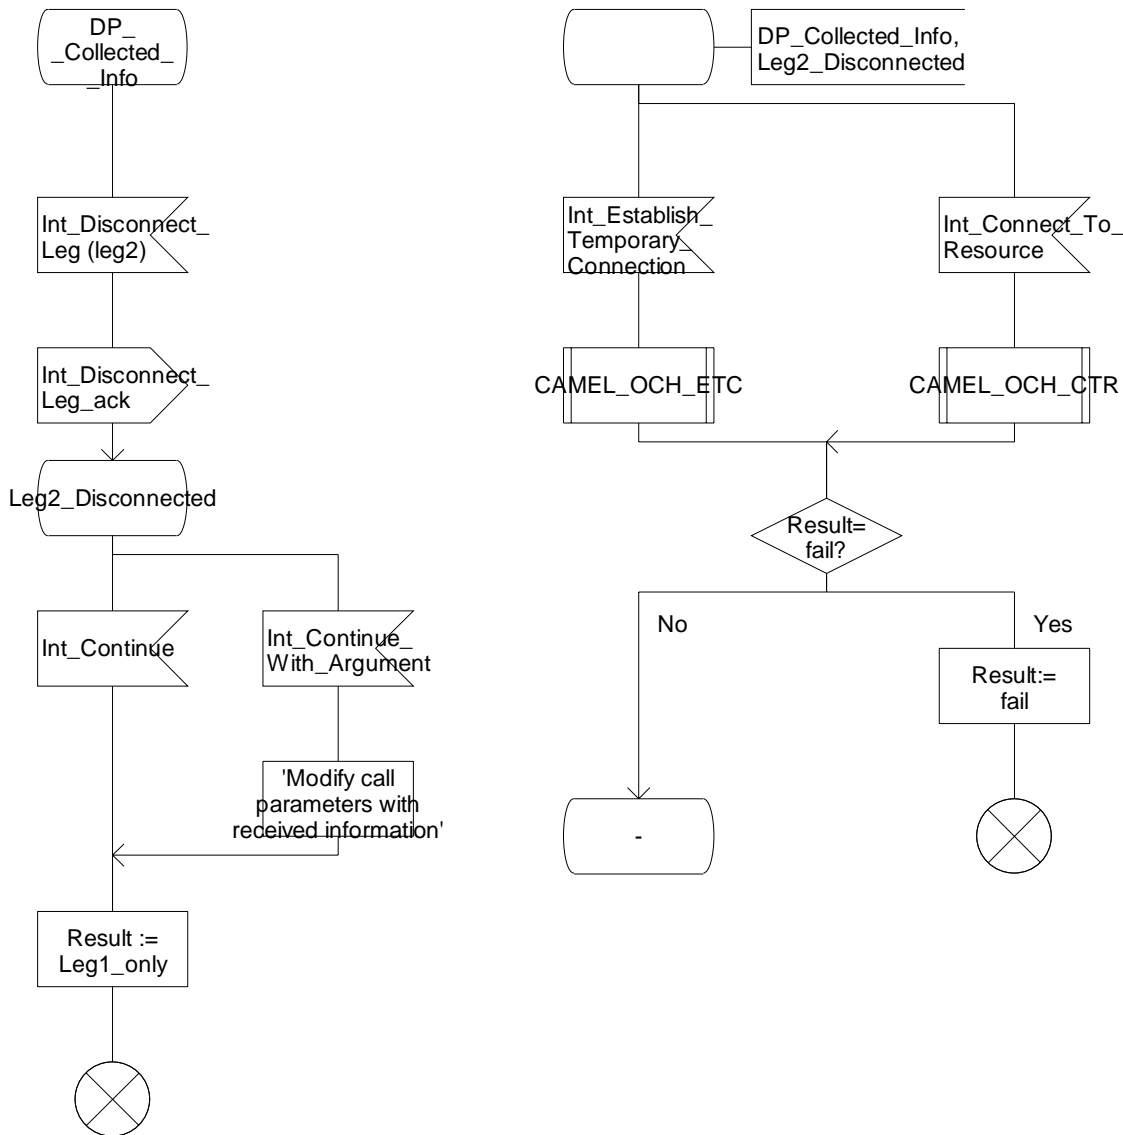 DP_
_Collected_
_Info
Int_Disconnect_
Leg (leg2)
Int_Disconnect_
Leg_ack
Leg2_Disconnected
Int_Continue
Int_Continue_
With_Argument
'Modify call
parameters with
received information'
Result :=
Leg1_only
DP_Collected_Info,
Leg2_Disconnected
Int_Establish_
Temporary_
Connection
Int_Connect_To_
Resource
CAMEL_OCH_ETC
CAMEL_OCH_CTR
Result=
fail?
No
Yes
Result:=
fail
-